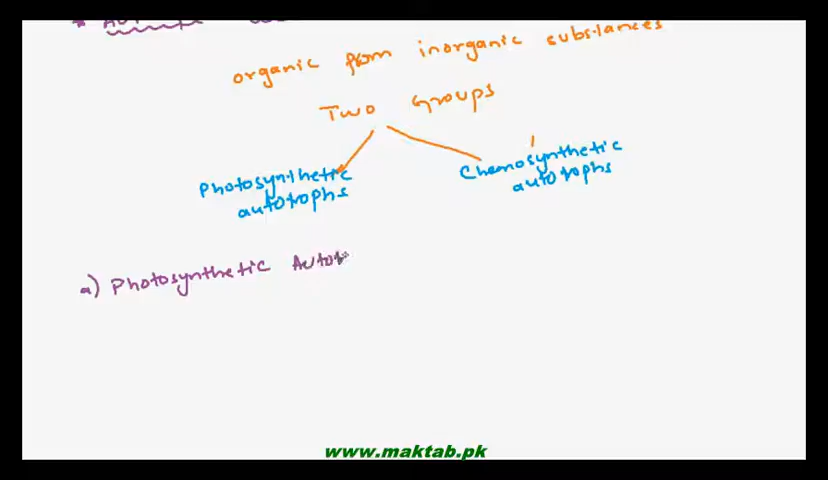 organic from inorganic substances
Two Groups
Photosynthetic
autotrophs
Chemosynthetic
autotrophs
a) Photosynthetic Autot
www.maktab.pk